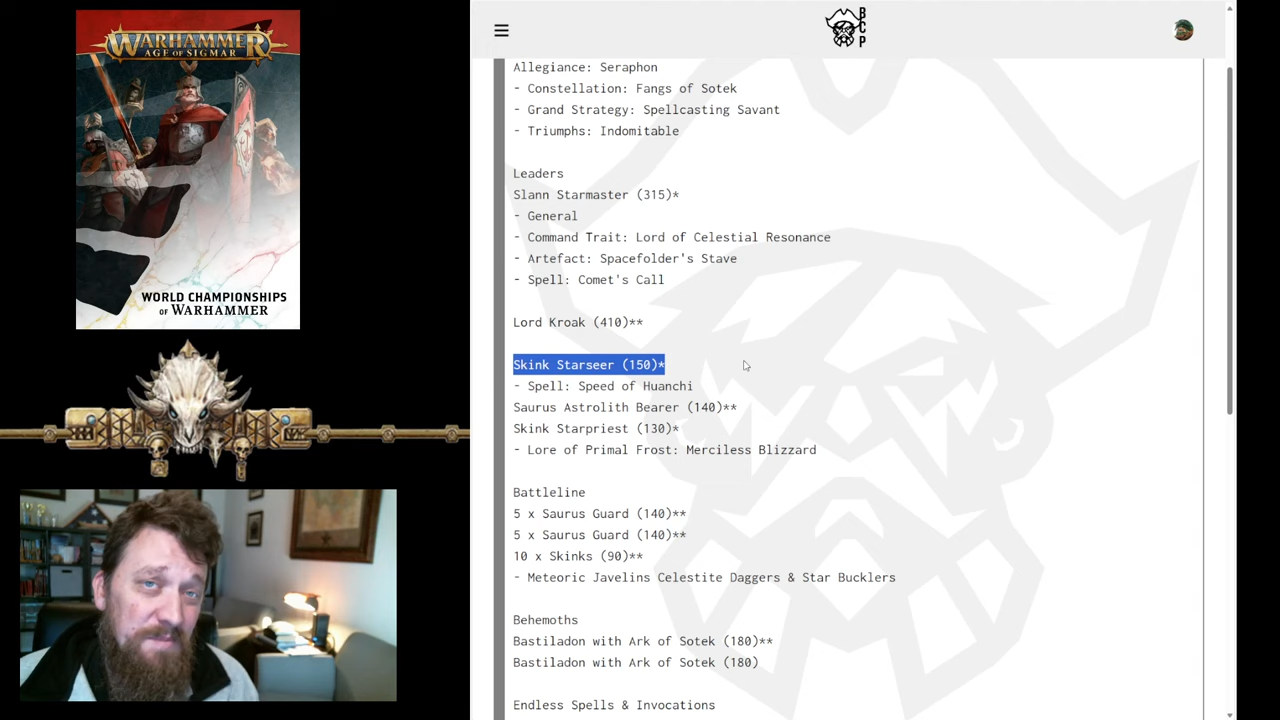 WARHAMMER
AGE OF SIGMAR
WORLD CHAMPIONSHIPS
OF WARHAMMER
BCP
Allegiance: Seraphon
- Constellation: Fangs of Sotek
- Grand Strategy: Spellcasting Savant
- Triumphs: Indomitable
Leaders
Slann Starmaster (315)*
- General
- Command Trait: Lord of Celestial Resonance
- Artefact: Spacefolder's Stave
- Spell: Comet's Call
Lord Kroak (410)**
Skink Starseer (150)*
- Spell: Speed of Huanchi
Saurus Astrolith Bearer (140)**
Skink Starpriest (130)*
- Lore of Primal Frost: Merciless Blizzard
Battleline
5 x Saurus Guard (140)**
5 x Saurus Guard (140)**
10 x Skinks (90)**
- Meteoric Javelins Celestite Daggers & Star Bucklers
Behemoths
Bastiladon with Ark of Sotek (180)**
Bastiladon with Ark of Sotek (180)
Endless Spells & Invocations